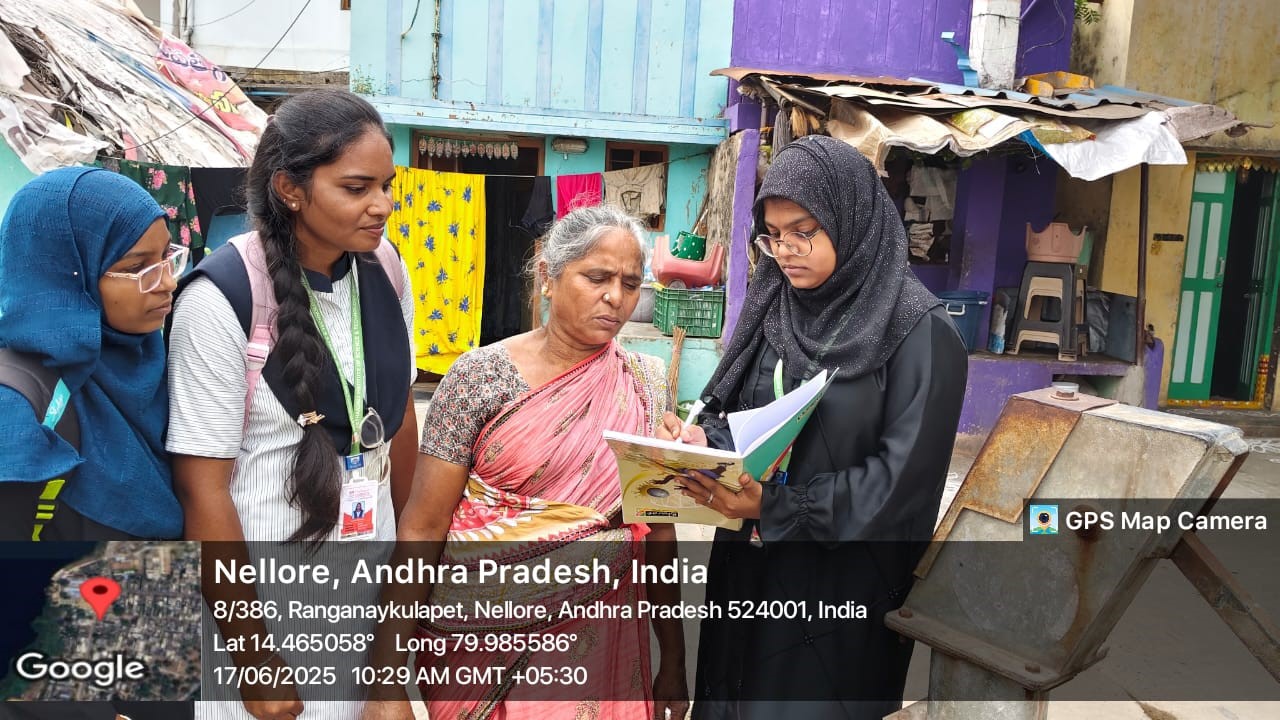 GPS Map Camera
Nellore, Andhra Pradesh, India
8/386, Ranganaykulapet, Nellore, Andhra Pradesh 524001, India
Lat 14.465058° Long 79.985586°
17/06/2025 10:29 AM GMT +05:30
Google